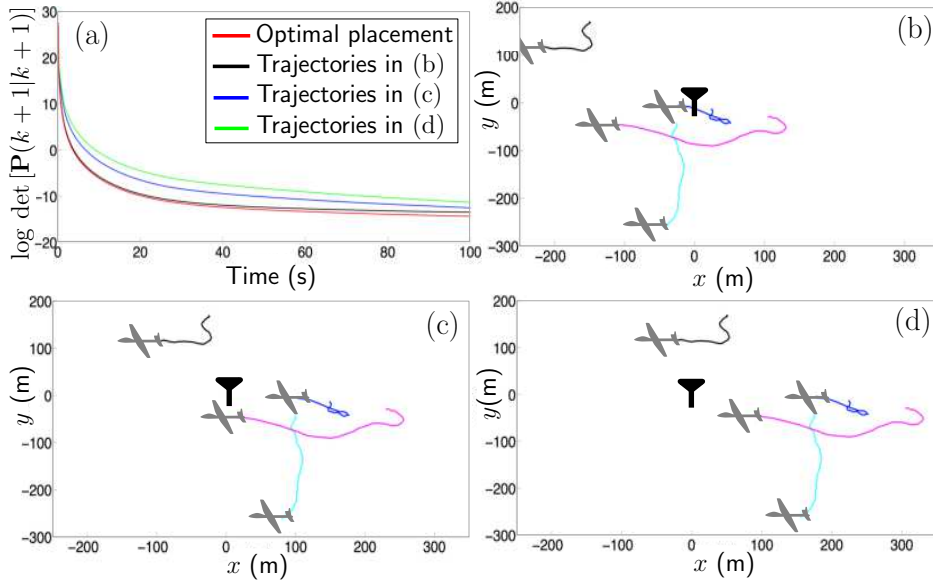 (a)
log det [P(k + 1|k + 1)]
30
20
10
0
−10
−20
0 20 40 60 80 100
Time (s)
Optimal placement
Trajectories in (b)
Trajectories in (c)
Trajectories in (d)
(b)
y (m)
200
100
0
−100
−200
−300
−200 −100 0 100 200 300
x (m)
(c)
y (m)
200
100
0
−100
−200
−300
−200 −100 0 100 200 300
x (m)
(d)
y(m)
200
100
0
−100
−200
−300
−200 −100 0 100 200 300
x (m)